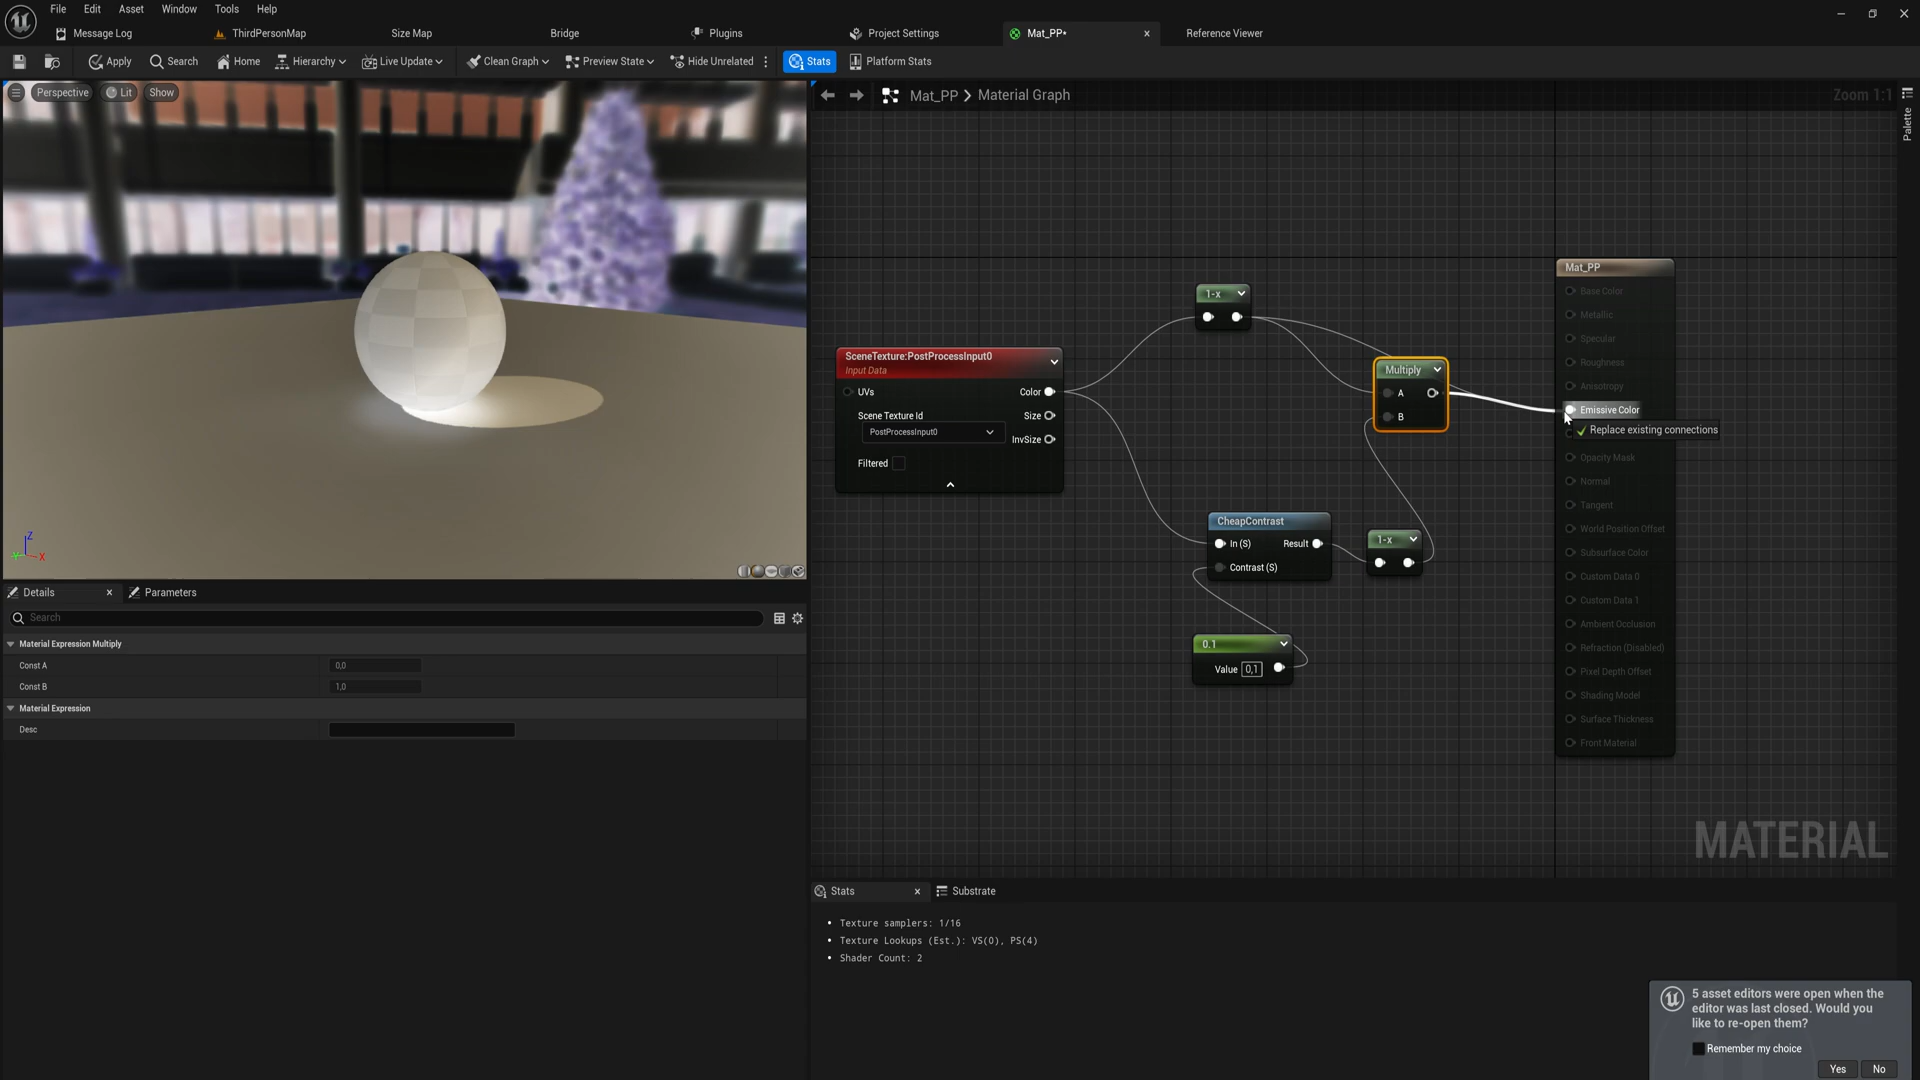 File Edit Asset Window Tools Help
Message Log ThirdPersonMap Size Map Bridge Plugins Project Settings Mat_PP• Reference Viewer
Apply Search Home Hierarchy Live Update Clean Graph Preview State Hide Unrelated Stats Platform Stats
Perspective Lit Show
Mat_PP Material Graph Zoom 1:1
Palette
Z
X
Details Parameters
Search
Material Expression Multiply
Const A 0,0
Const B 1,0
Material Expression
Desc
SceneTexture:PostProcessInput0
Input Data
UVs Color
Scene Texture Id Size
PostProcessInput0
InvSize
Filtered
1-x
Multiply
A
B
CheapContrast
In (S) Result
Contrast (S)
1-x
0.1
Value 0,1
Mat_PP
Base Color
Metallic
Specular
Roughness
Anisotropy
Emissive Color
Replace existing connections
Opacity Mask
Normal
Tangent
World Position Offset
Subsurface Color
Custom Data 0
Custom Data 1
Ambient Occlusion
Refraction (Disabled)
Pixel Depth Offset
Shading Model
Surface Thickness
Front Material
MATERIAL
Stats Substrate
Texture samplers: 1/16
Texture Lookups (Est.): VS(0), PS(4)
Shader Count: 2
5 asset editors were open when the
editor was last closed. Would you
like to re-open them?
Remember my choice
Yes No